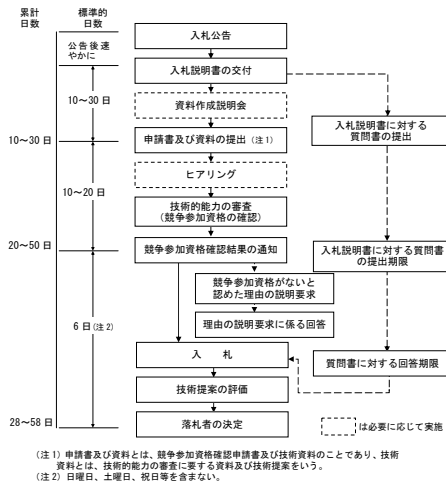 累計
日数
標準的
日数
公告後速
やかに
入札公告
入札説明書の交付
10～30 日
資料作成説明会
入札説明書に対する
質問書の提出
10～30 日
申請書及び資料の提出（注１）
ヒアリング
10～20 日
技術的能力の審査
（競争参加資格の確認）
20～50 日
競争参加資格確認結果の通知
入札説明書に対する質問書
の提出期限
競争参加資格がないと
認めた理由の説明要求
理由の説明要求に係る回答
6 日（注２）
入　札
質問書に対する回答期限
技術提案の評価
28～58 日
落札者の決定
は必要に応じて実施
（注１）申請書及び資料とは、競争参加資格確認申請書及び技術資料のことであり、技術
資料とは、技術的能力の審査に要する資料及び技術提案をいう。
（注２）日曜日、土曜日、祝日等を含まない。